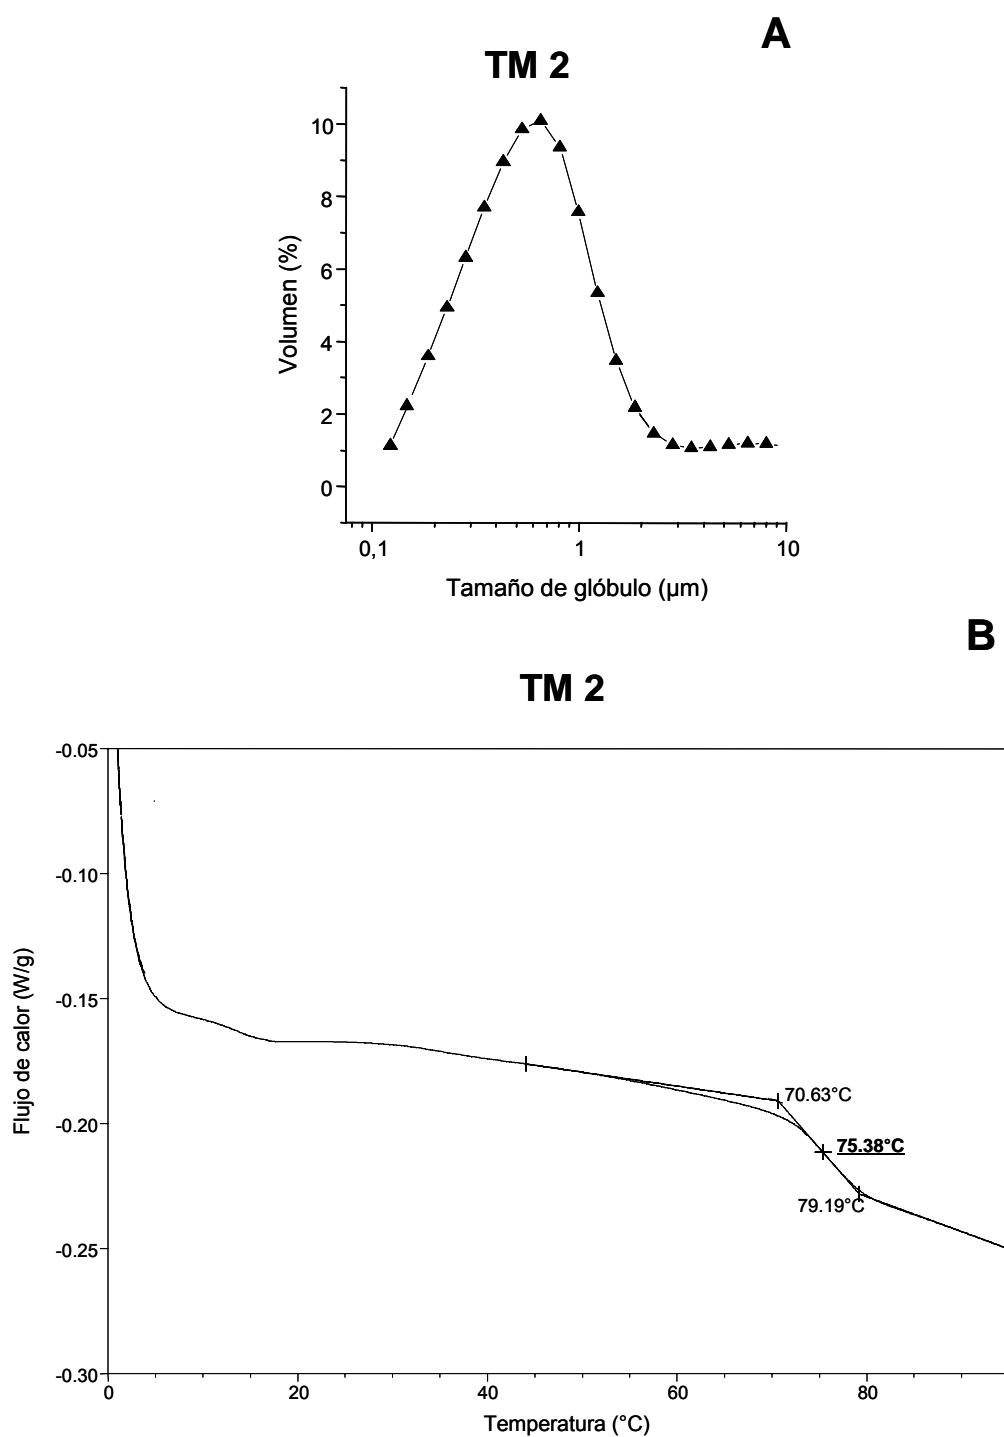 A
TM 2
10
8
6
4
2
0
Volumen (%)
0,1
1
10
Tamaño de glóbulo (µm)
B
TM 2
-0.05
-0.10
-0.15
-0.20
-0.25
-0.30
Flujo de calor (W/g)
70.63°C
75.38°C
79.19°C
0
20
40
60
80
Temperatura (°C)